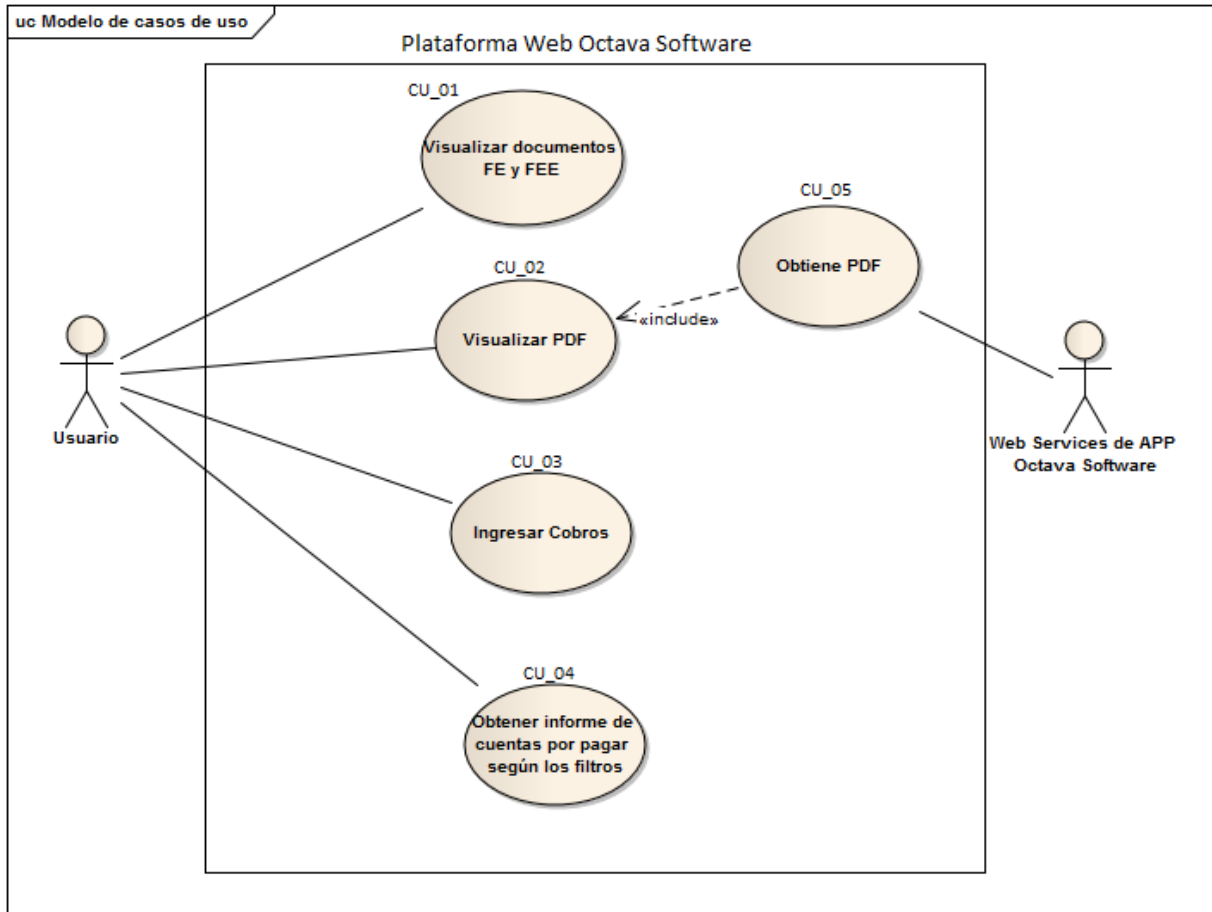 uc Modelo de casos de uso
Plataforma Web Octava Software
CU_01
Visualizar documentos
FE y FEE
CU_05
Obtiene PDF
CU_02
Visualizar PDF
«include»
Usuario
Web Services de APP
Octava Software
CU_03
Ingresar Cobros
CU_04
Obtener informe de
cuentas por pagar
según los filtros